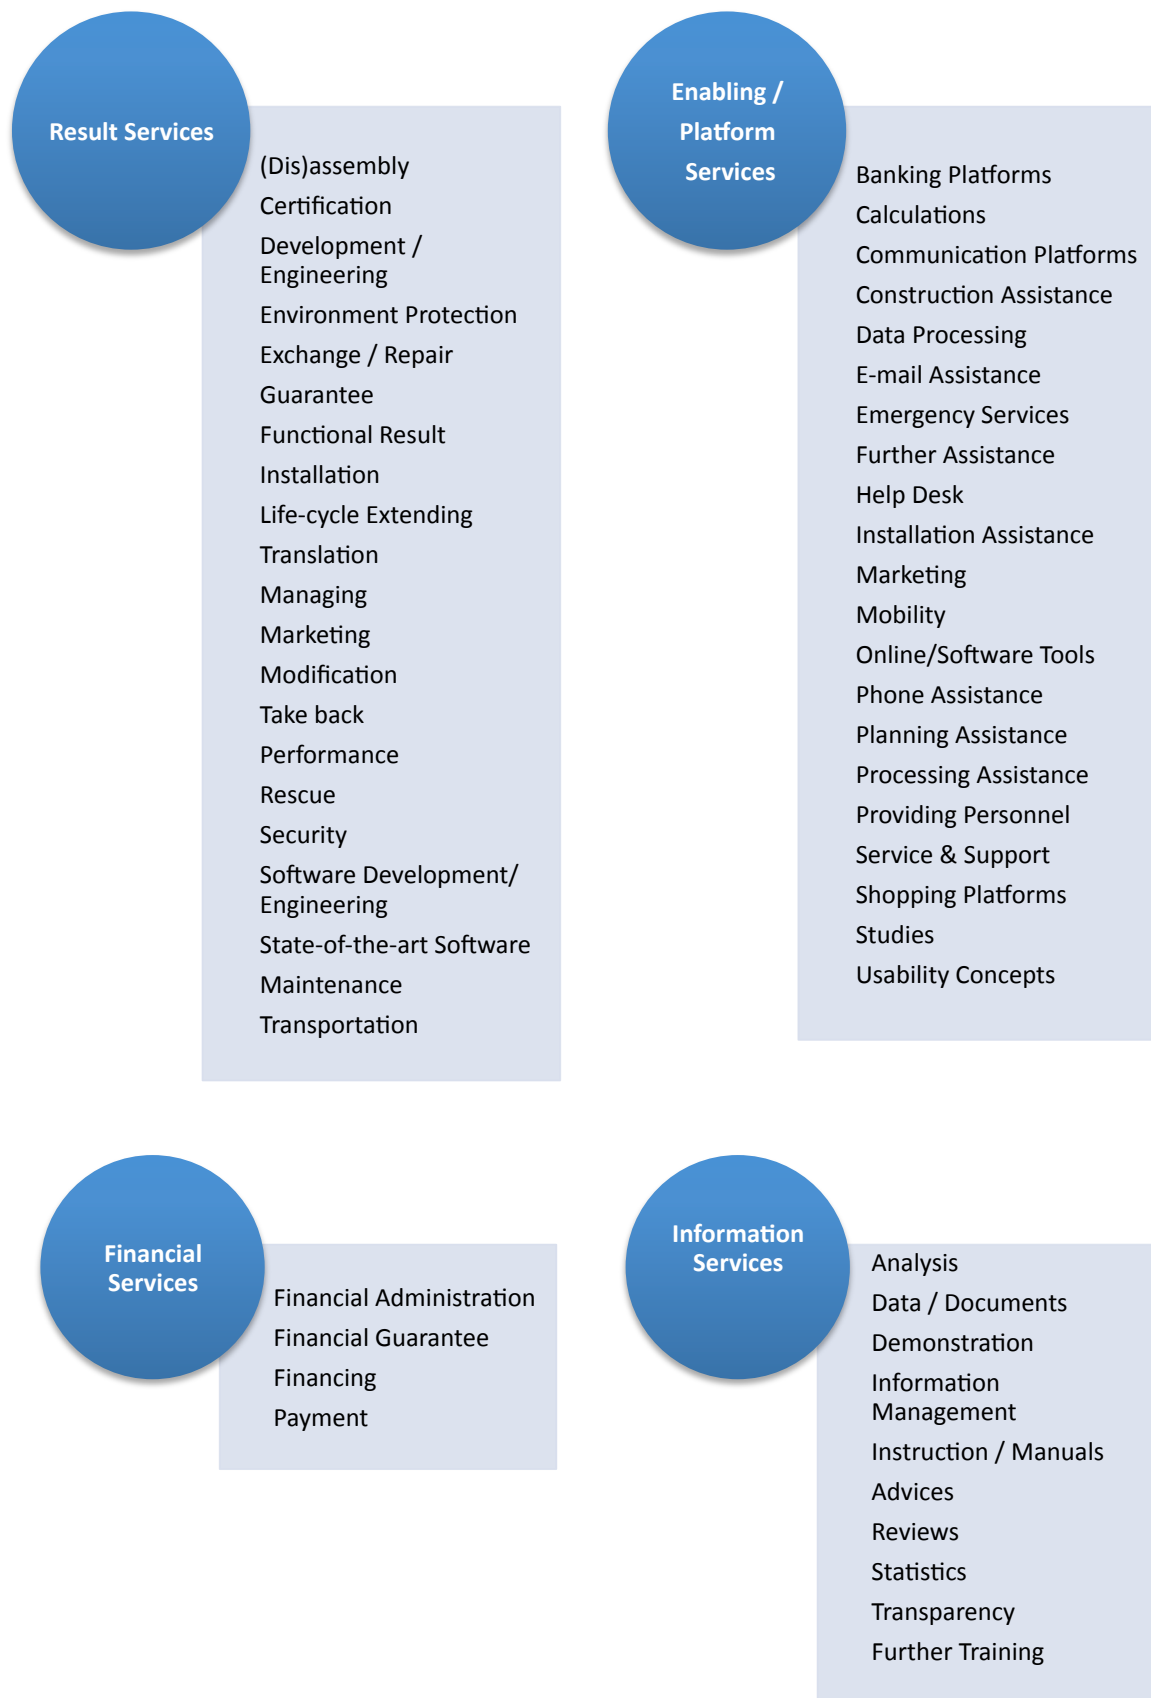 Result Services
(Dis)assembly
Certification
Development /
Engineering
Environment Protection
Exchange / Repair
Guarantee
Functional Result
Installation
Life-cycle Extending
Translation
Managing
Marketing
Modification
Take back
Performance
Rescue
Security
Software Development/
Engineering
State-of-the-art Software
Maintenance
Transportation
Enabling /
Platform
Services
Banking Platforms
Calculations
Communication Platforms
Construction Assistance
Data Processing
E-mail Assistance
Emergency Services
Further Assistance
Help Desk
Installation Assistance
Marketing
Mobility
Online/Software Tools
Phone Assistance
Planning Assistance
Processing Assistance
Providing Personnel
Service & Support
Shopping Platforms
Studies
Usability Concepts
Financial
Services
Financial Administration
Financial Guarantee
Financing
Payment
Information
Services
Analysis
Data / Documents
Demonstration
Information
Management
Instruction / Manuals
Advices
Reviews
Statistics
Transparency
Further Training